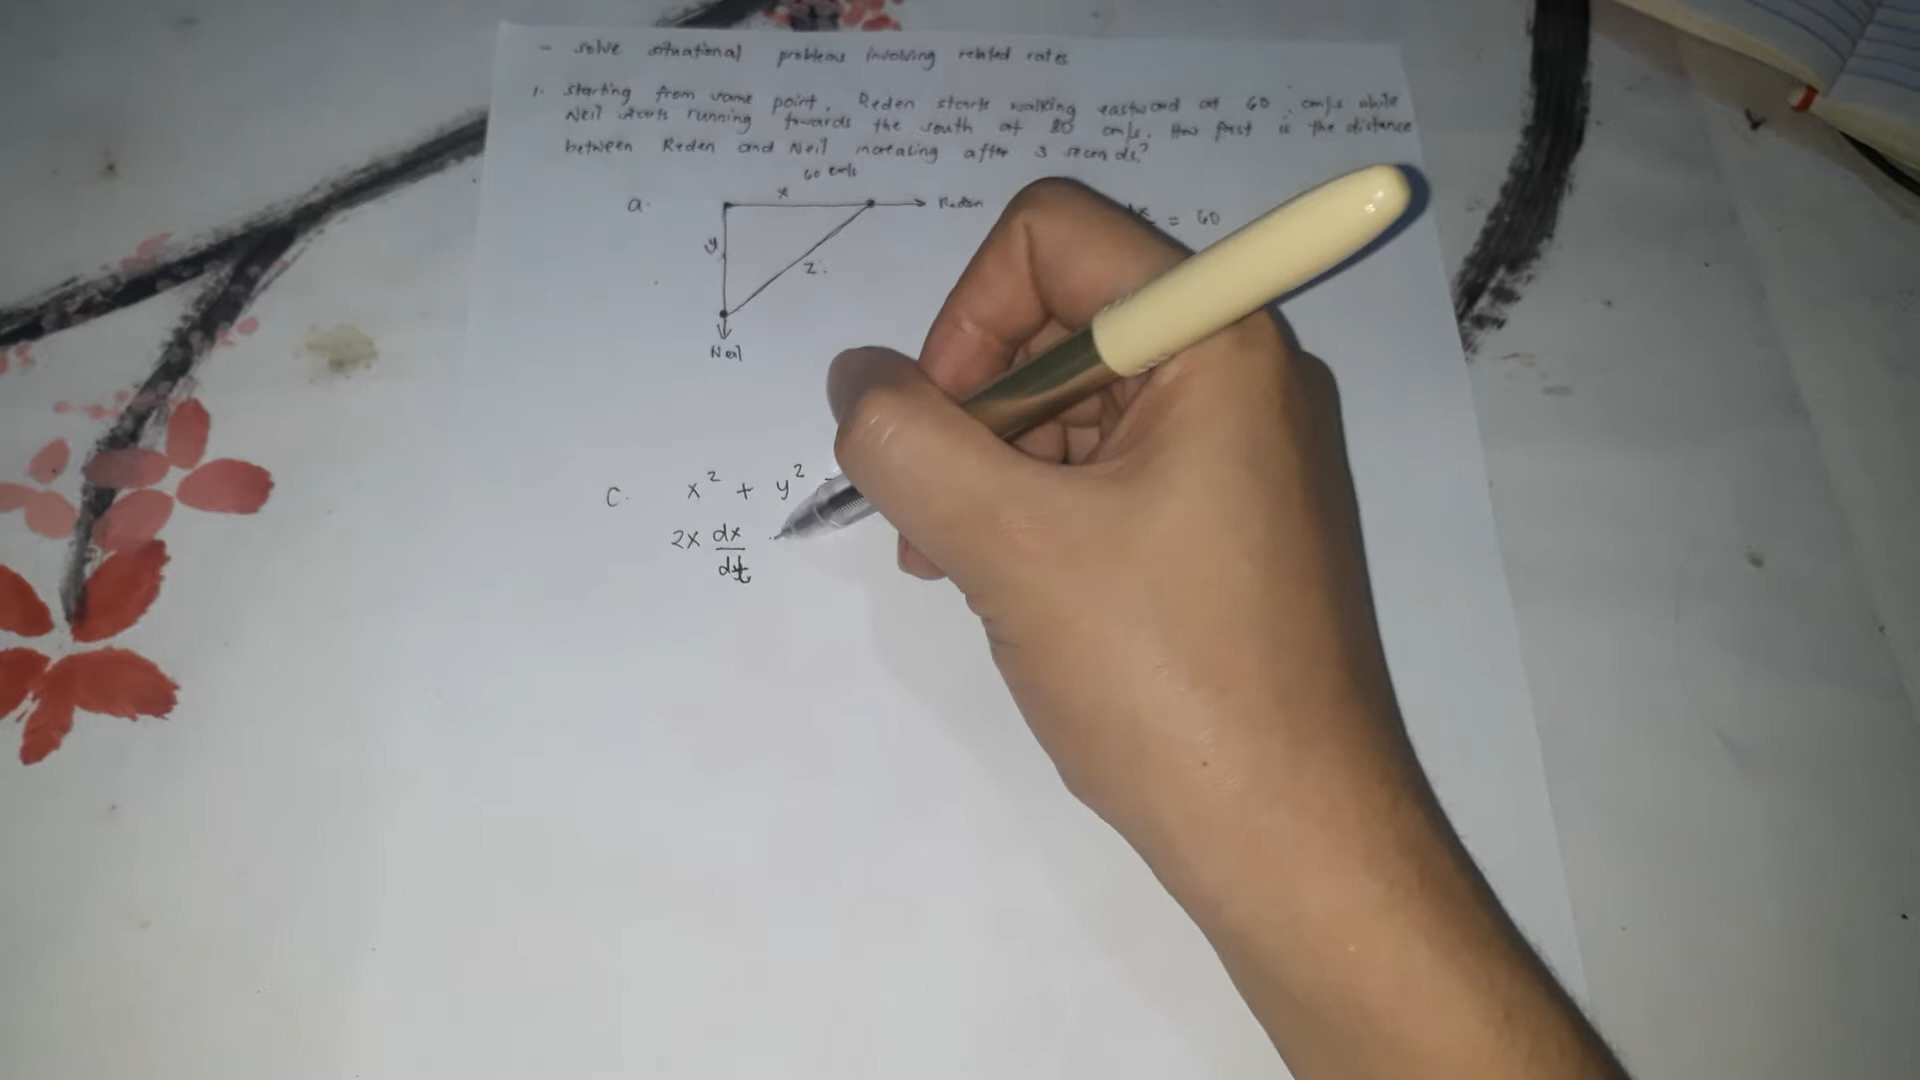 - solve situational problems involving related rates
1. starting from same point, Reden starts walking eastward at 60 cm/s while
Neil starts running towards the south at 80 cm/s. How fast is the distance
between Reden and Neil increasing after 3 seconds?
60 cm/s
a.
x
Reden
= 60
y
z
Neil
c. x² + y²
2x dx
dt